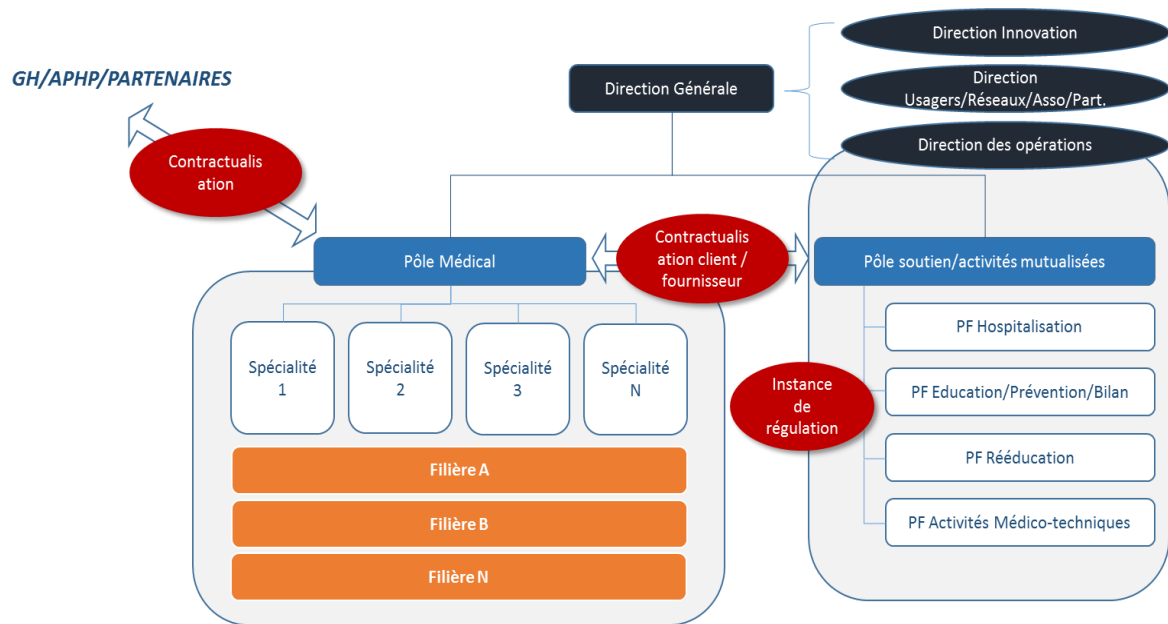 Direction Innovation
GH/APHP/PARTENAIRES
Direction Générale
Direction
Usagers/Réseaux/Asso/Part.
Direction des opérations
Contractualis
ation
Pôle Médical
Contractualis
ation client /
fournisseur
Pôle soutien/activités mutualisées
Spécialité
1
Spécialité
2
Spécialité
3
Spécialité
N
PF Hospitalisation
Instance
de
régulation
PF Education/Prévention/Bilan
Filière A
PF Rééducation
Filière B
PF Activités Médico-techniques
Filière N